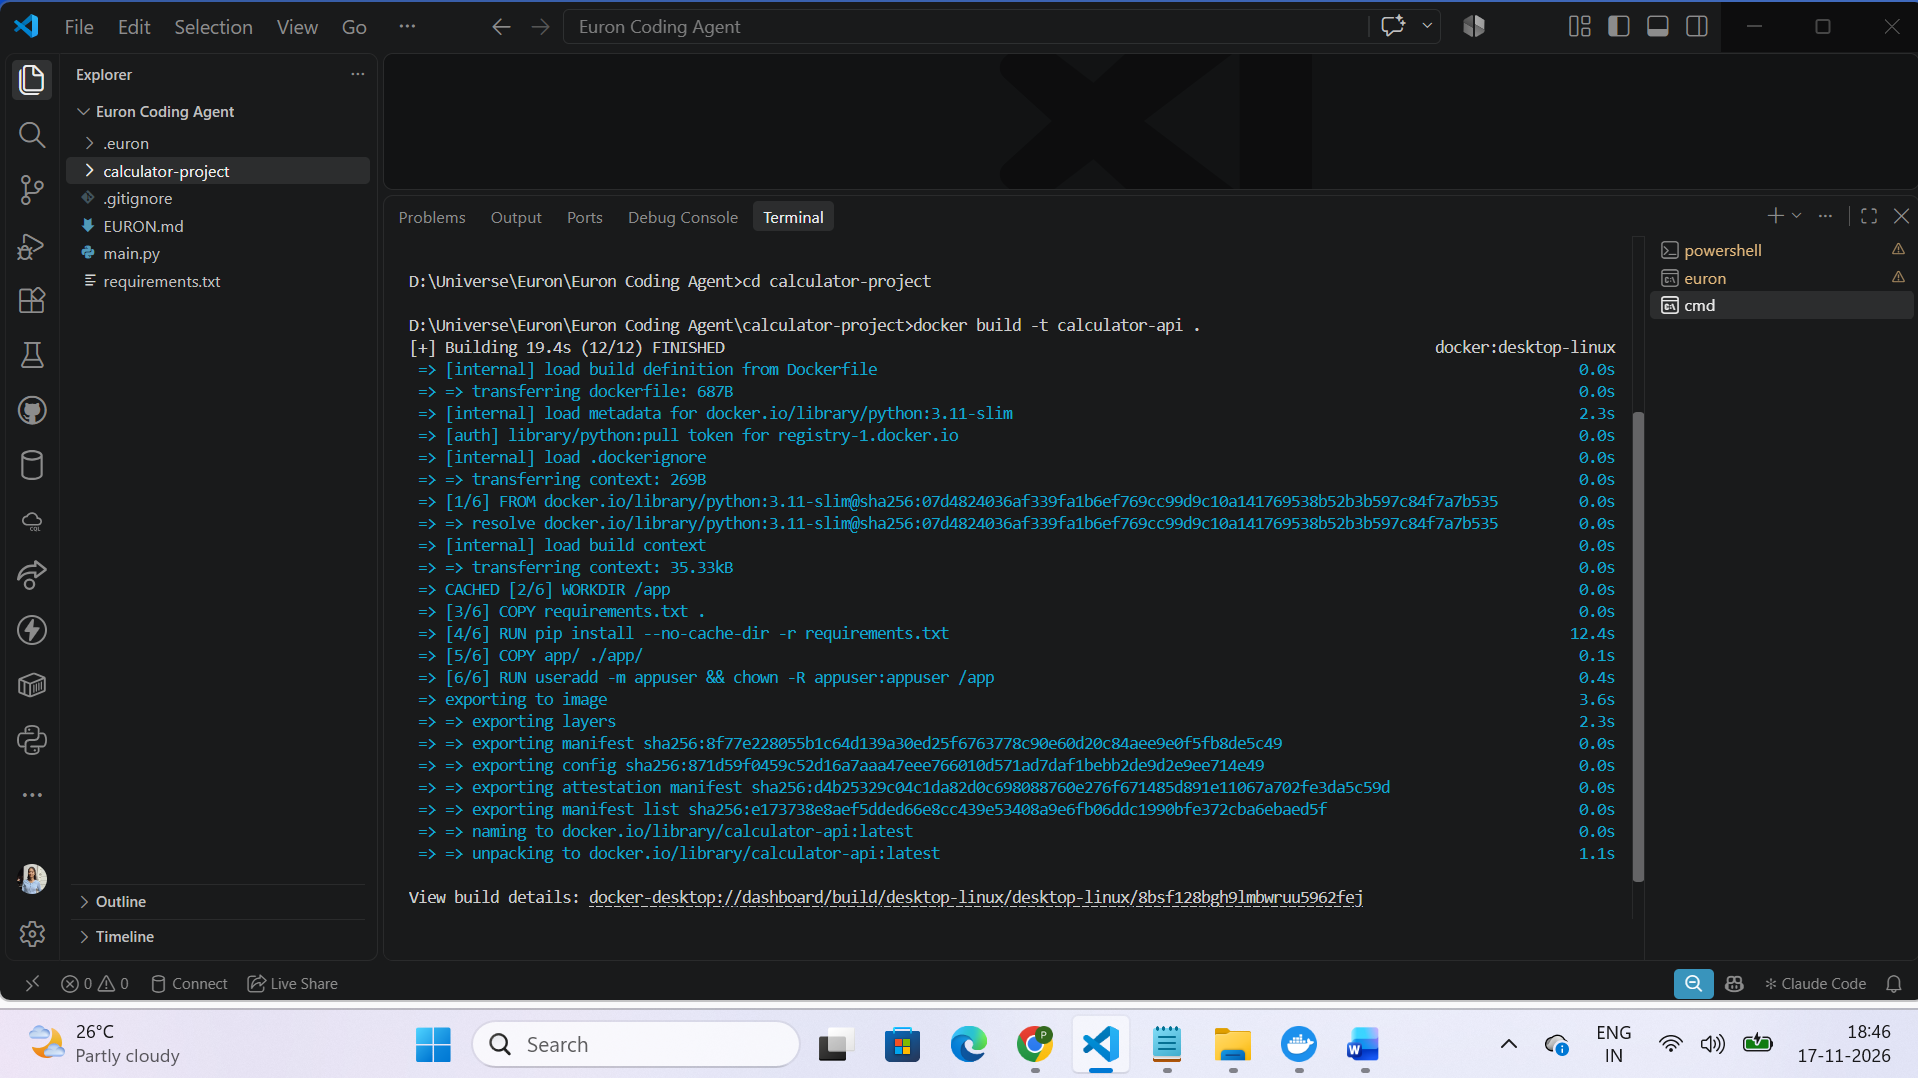 File Edit Selection View Go ··· Euron Coding Agent
Explorer
Euron Coding Agent
.euron
calculator-project
.gitignore
EURON.md
main.py
requirements.txt
Problems Output Ports Debug Console Terminal
powershell
euron
cmd
D:\Universe\Euron\Euron Coding Agent>cd calculator-project
D:\Universe\Euron\Euron Coding Agent\calculator-project>docker build -t calculator-api .
[+] Building 19.4s (12/12) FINISHED docker:desktop-linux
=> [internal] load build definition from Dockerfile 0.0s
=> => transferring dockerfile: 687B 0.0s
=> [internal] load metadata for docker.io/library/python:3.11-slim 2.3s
=> [auth] library/python:pull token for registry-1.docker.io 0.0s
=> [internal] load .dockerignore 0.0s
=> => transferring context: 269B 0.0s
=> [1/6] FROM docker.io/library/python:3.11-slim@sha256:07d4824036af339fa1b6ef769cc99d9c10a141769538b52b3b597c84f7a7b535 0.0s
=> => resolve docker.io/library/python:3.11-slim@sha256:07d4824036af339fa1b6ef769cc99d9c10a141769538b52b3b597c84f7a7b535 0.0s
=> [internal] load build context 0.0s
=> => transferring context: 35.33kB 0.0s
=> CACHED [2/6] WORKDIR /app 0.0s
=> [3/6] COPY requirements.txt . 0.0s
=> [4/6] RUN pip install --no-cache-dir -r requirements.txt 12.4s
=> [5/6] COPY app/ ./app/ 0.1s
=> [6/6] RUN useradd -m appuser && chown -R appuser:appuser /app 0.4s
=> exporting to image 3.6s
=> => exporting layers 2.3s
=> => exporting manifest sha256:8f77e228055b1c64d139a30ed25f6763778c90e60d20c84aee9e0f5fb8de5c49 0.0s
=> => exporting config sha256:871d59f0459c52d16a7aaa47eee766010d571ad7daf1bebb2de9d2e9ee714e49 0.0s
=> => exporting attestation manifest sha256:d4b25329c04c1da82d0c698088760e276f671485d891e11067a702fe3da5c59d 0.0s
=> => exporting manifest list sha256:e173738e8aef5dded66e8cc439e53408a9e6fb06ddc1990bfe372cba6ebaed5f 0.0s
=> => naming to docker.io/library/calculator-api:latest 0.0s
=> => unpacking to docker.io/library/calculator-api:latest 1.1s
View build details: docker-desktop://dashboard/build/desktop-linux/desktop-linux/8bsf128bgh9lmbwruu5962fej
Outline
Timeline
0 0 Connect Live Share Claude Code
26°C
Partly cloudy
Search
ENG
IN
18:46
17-11-2026